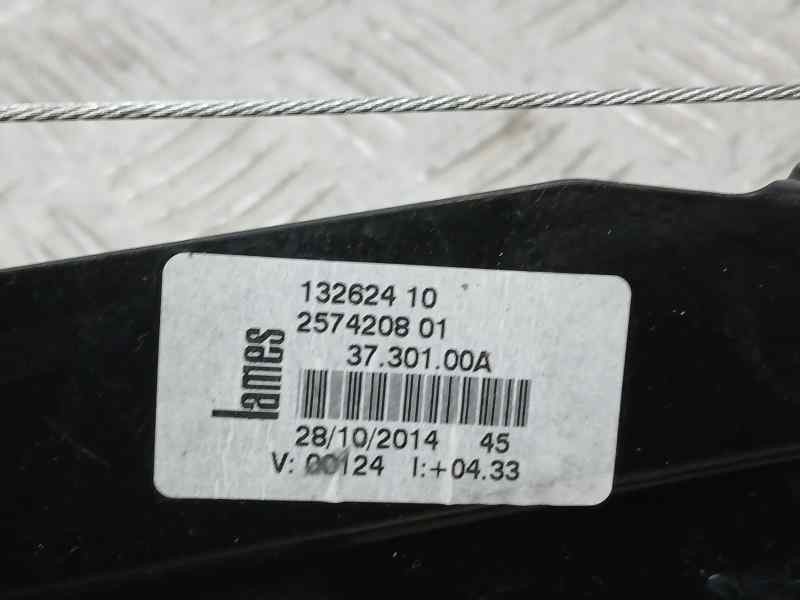 132624 10
2574208 01
37.301.00A
lames
28/10/2014 45
V: 00124 I:+04.33